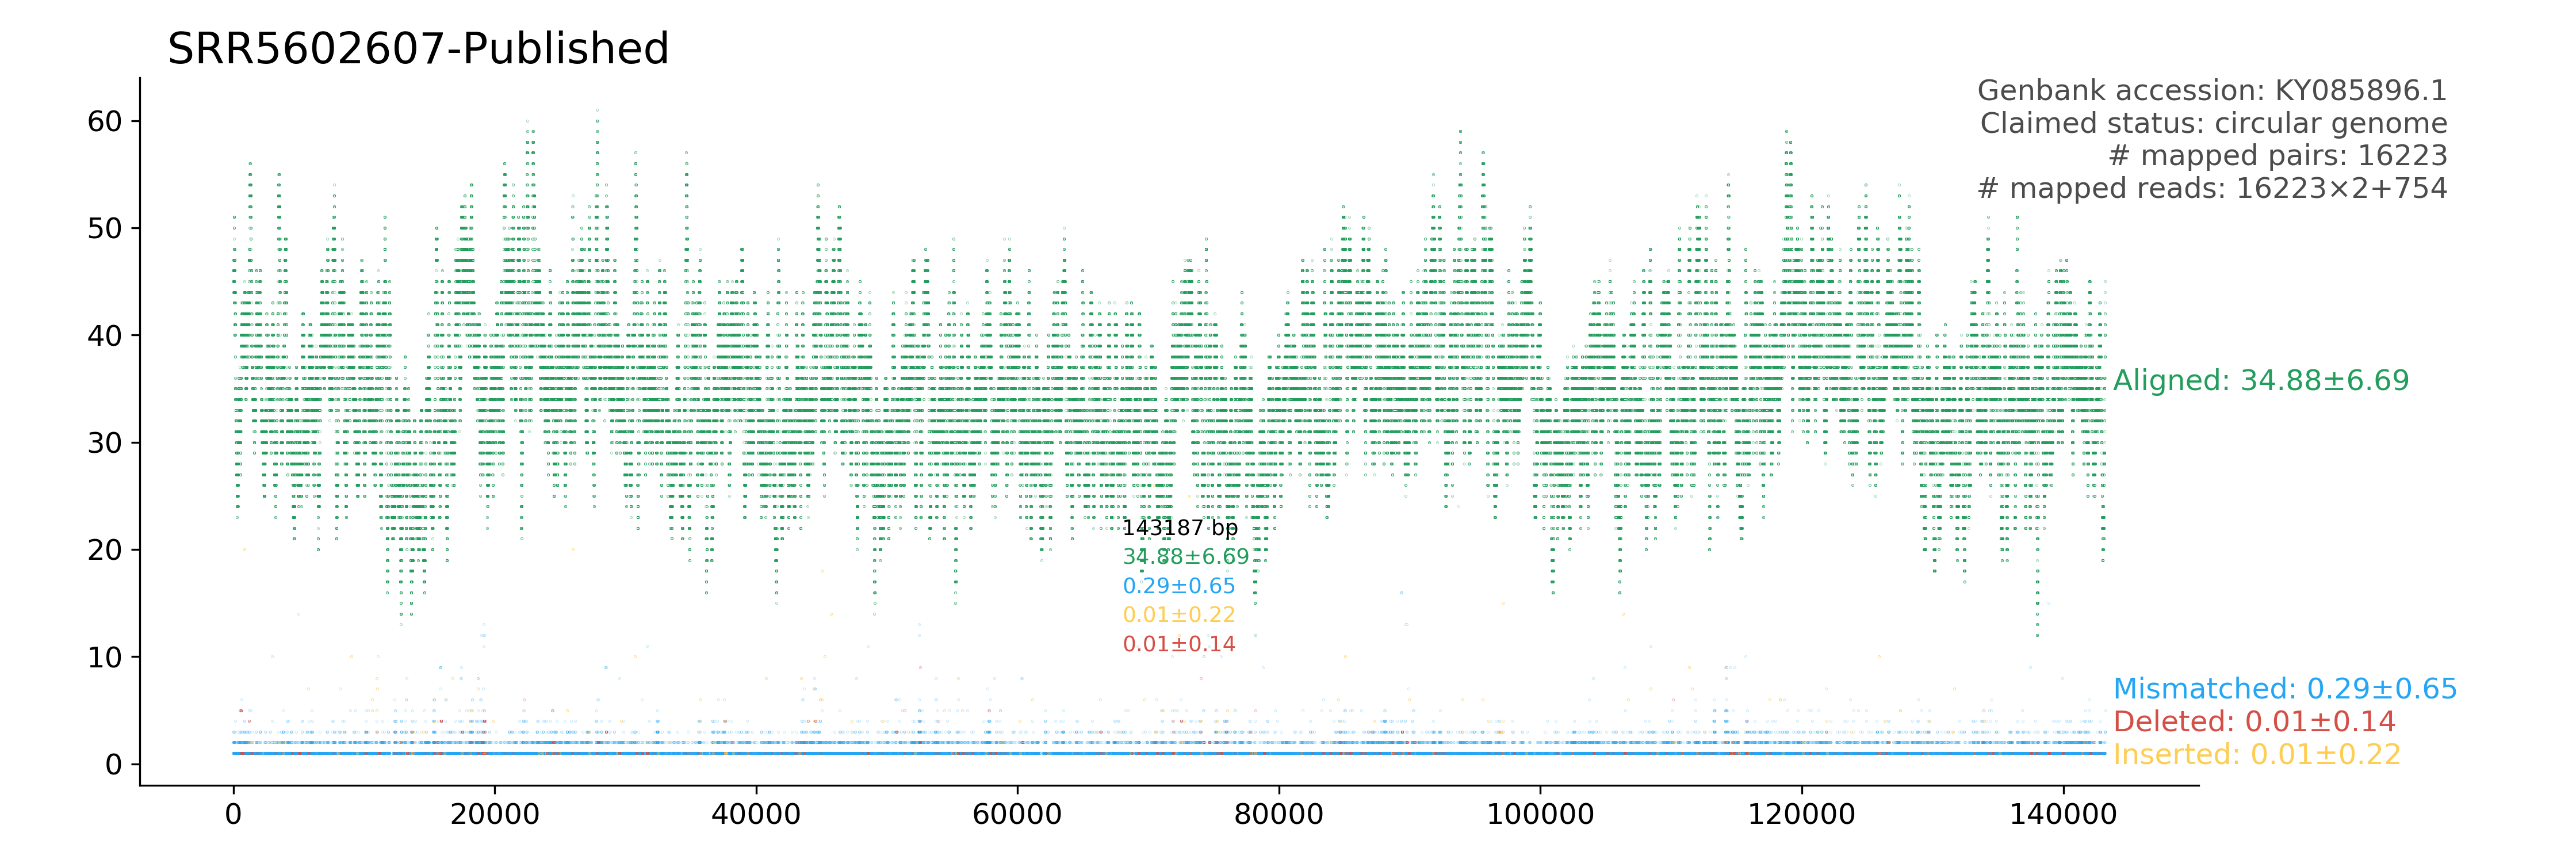 SRR5602607-Published
Genbank accession: KY085896.1
Claimed status: circular genome
# mapped pairs: 16223
# mapped reads: 16223×2+754
60
50
40
30
20
10
0
143187 bp
34.88±6.69
0.29±0.65
0.01±0.22
0.01±0.14
Aligned: 34.88±6.69
Mismatched: 0.29±0.65
Deleted: 0.01±0.14
Inserted: 0.01±0.22
0 20000 40000 60000 80000 100000 120000 140000